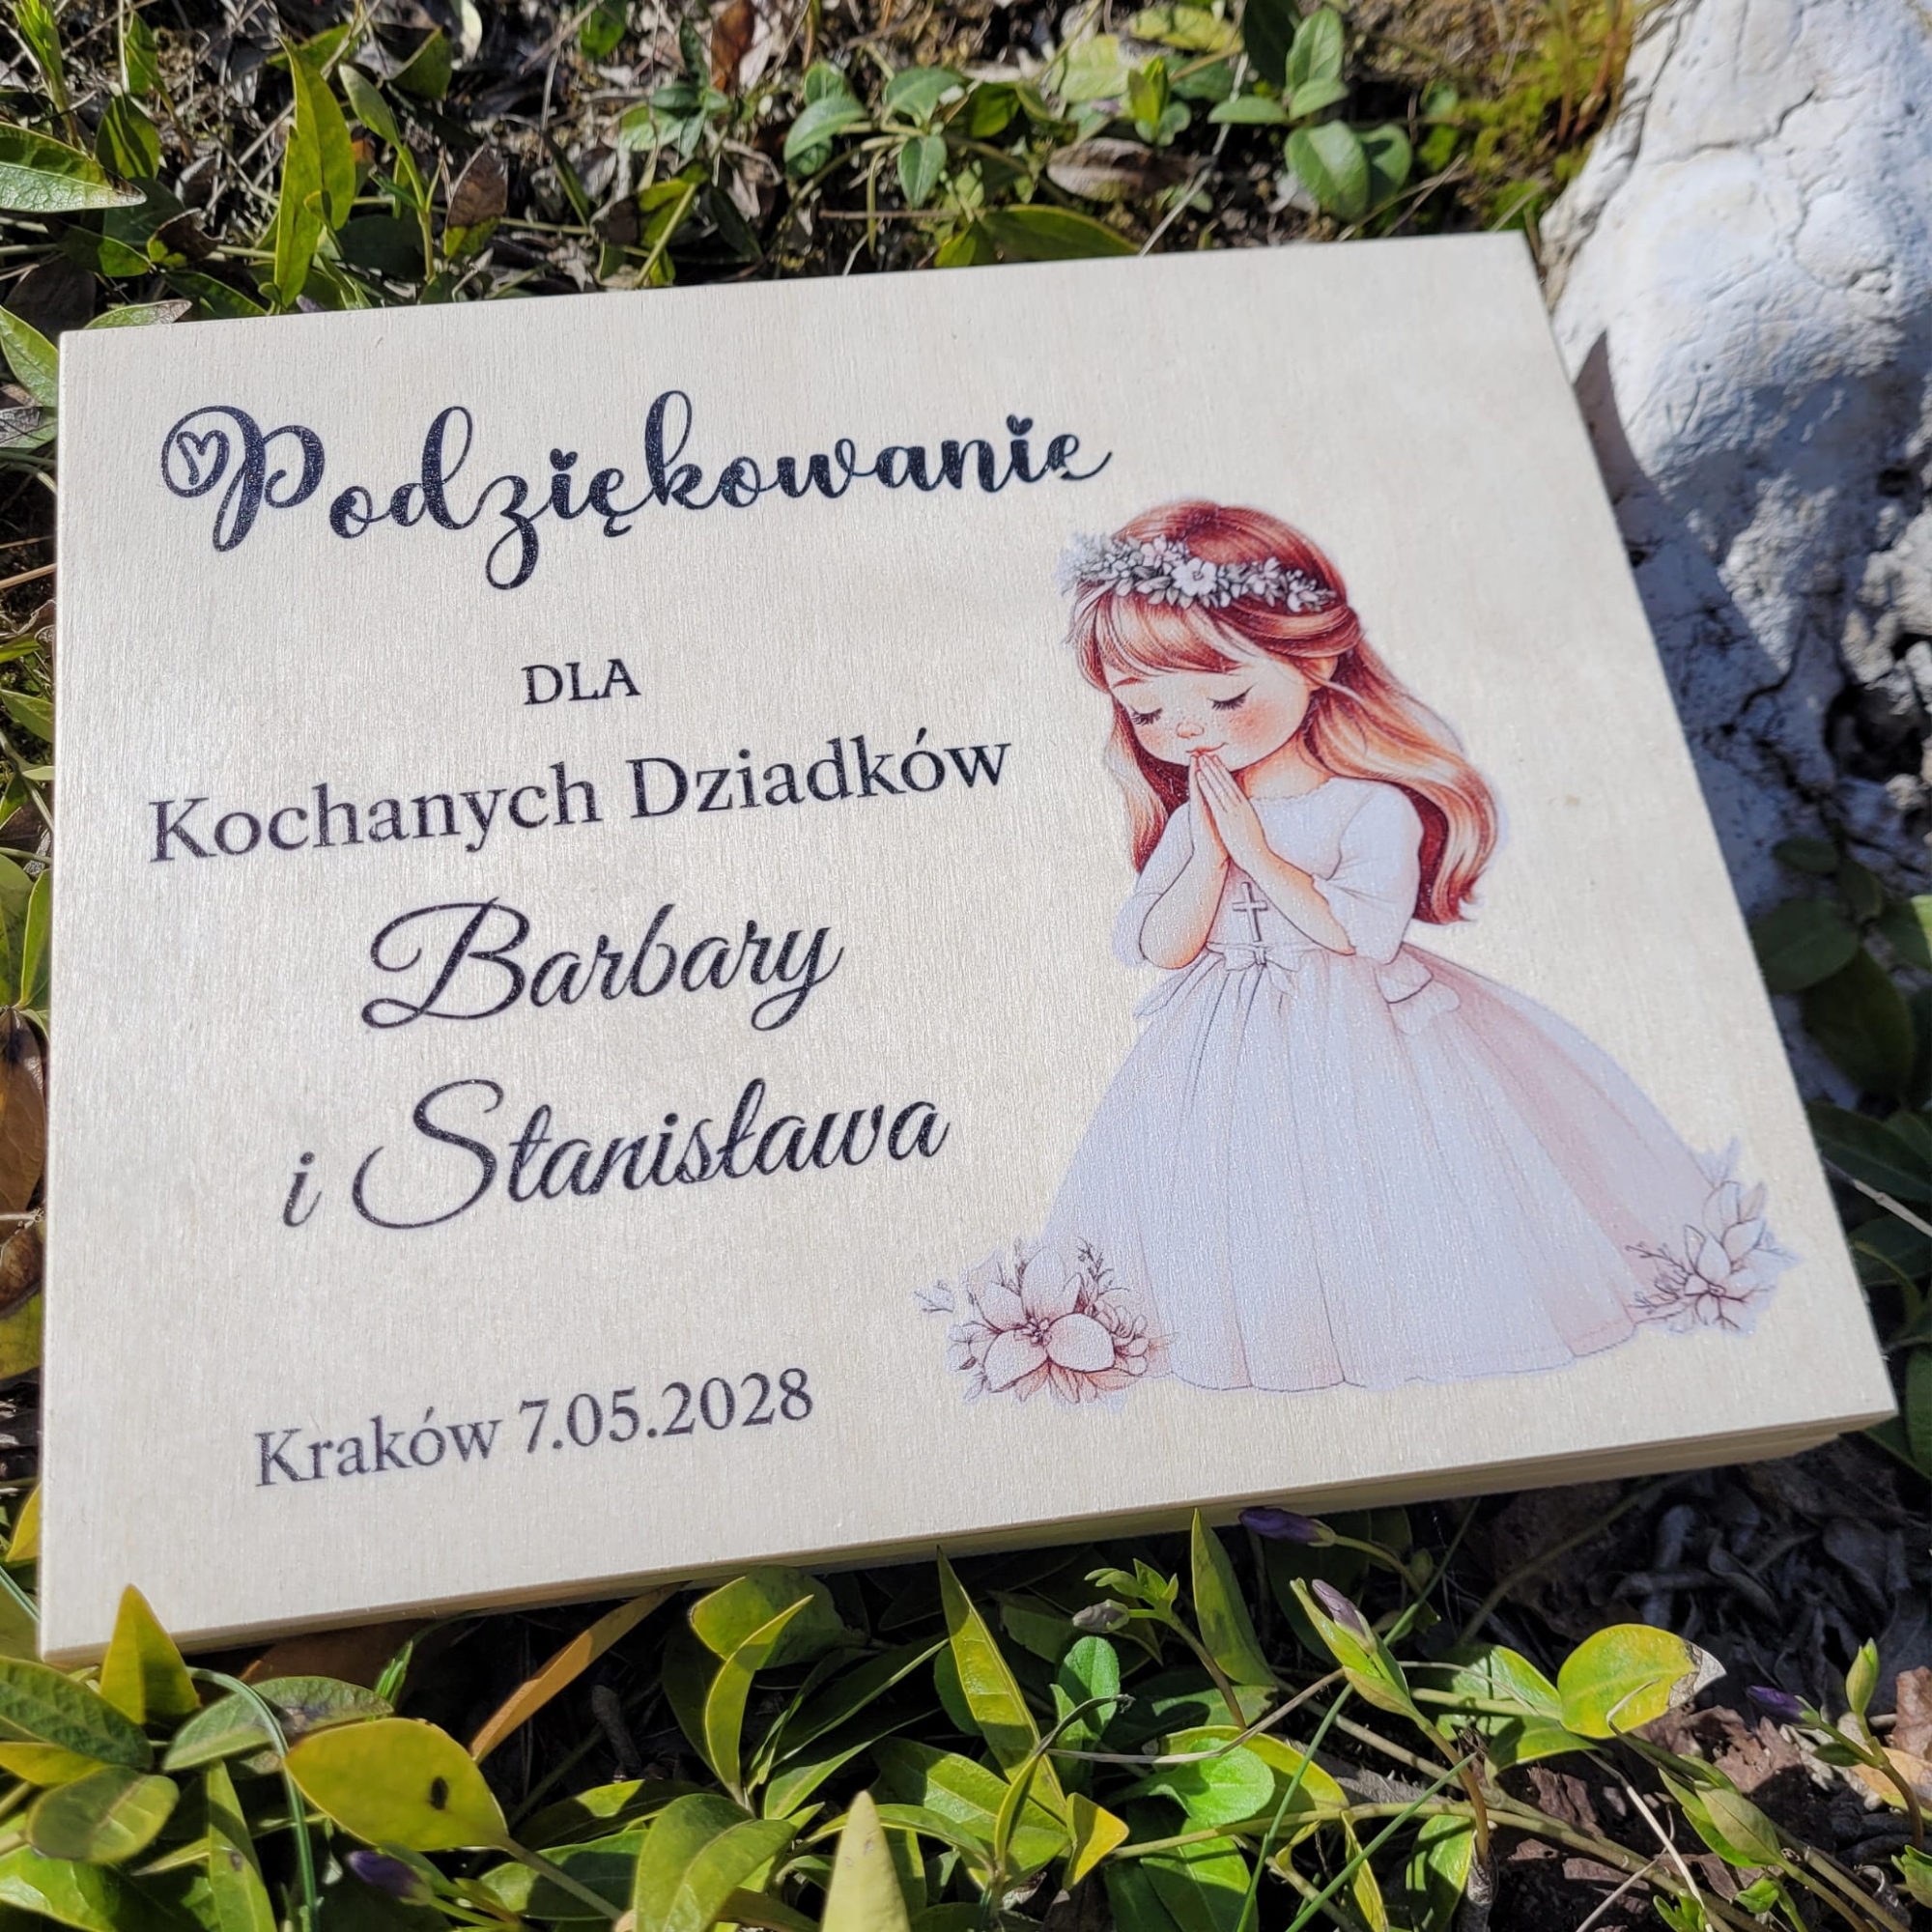 Podziękowanie
DLA
Kochanych Dziadków
Barbary
i Stanisława
Kraków 7.05.2028